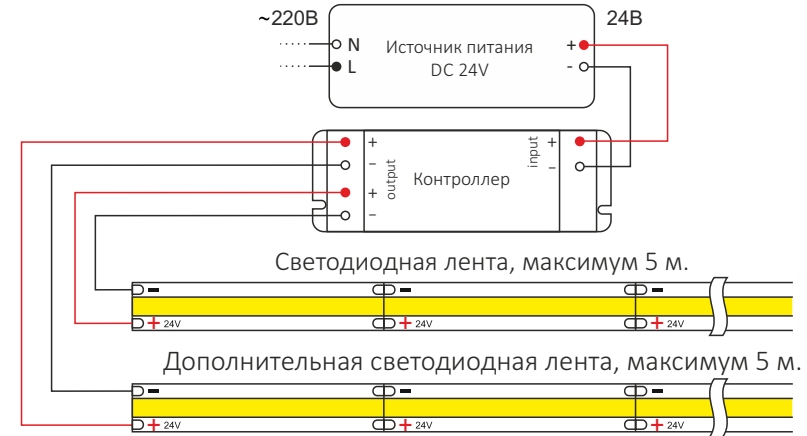 ~220В
24В
N
Источник питания
+
L
DC 24V
-
+
input
+
−
output
Контроллер
−
+
−
Светодиодная лента, максимум 5 м.
− − −
+ 24V + 24V + 24V
Дополнительная светодиодная лента, максимум 5 м.
− − −
+ 24V + 24V + 24V